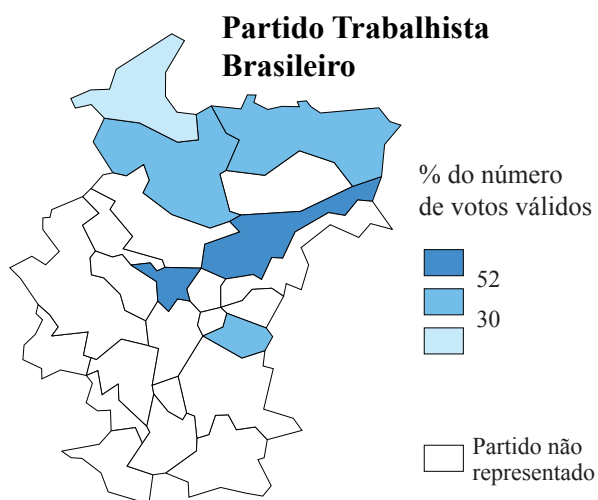 Partido Trabalhista
Brasileiro
% do número
de votos válidos
52
30
Partido não
representado